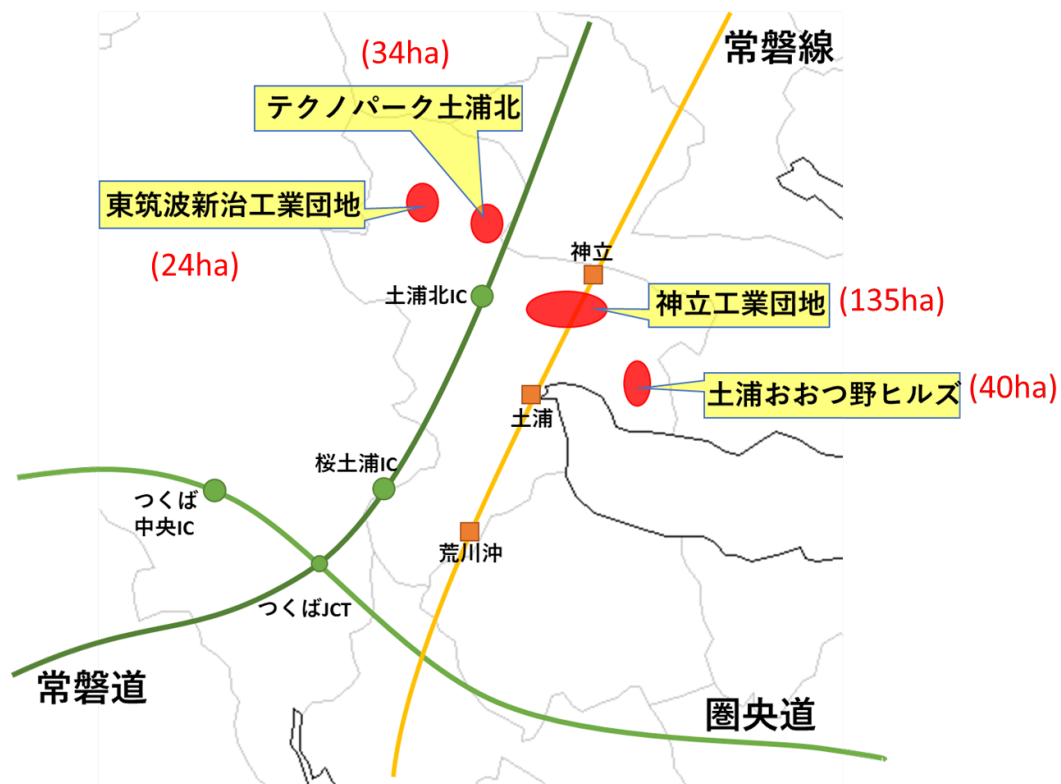 (34ha)
常磐線
テクノパーク土浦北
東筑波新治工業団地
(24ha)
神立
土浦北IC
神立工業団地
(135ha)
土浦おおつ野ヒルズ
(40ha)
土浦
桜土浦IC
つくば
中央IC
荒川沖
つくばJCT
常磐道
圏央道